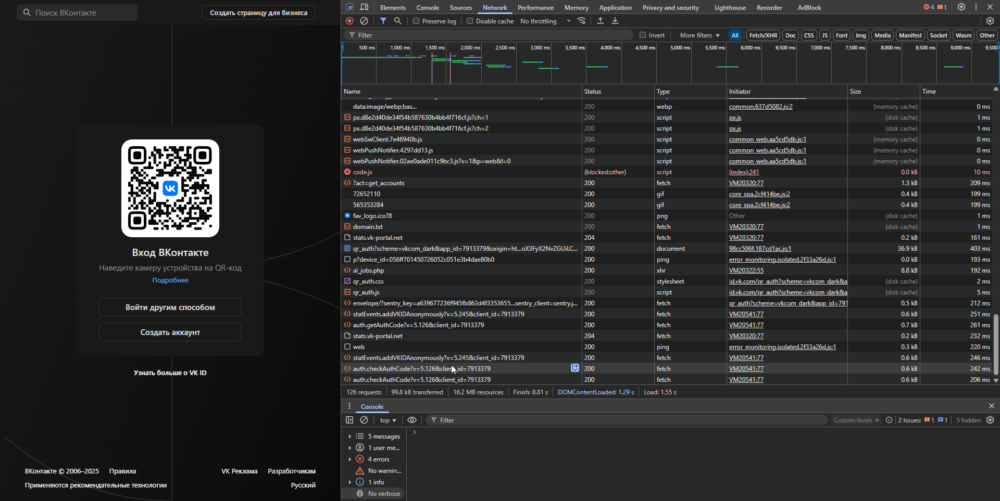 Поиск ВКонтакте
Создать страницу для бизнеса
Вход ВКонтакте
Наведите камеру устройства на QR-код
Подробнее
Войти другим способом
Создать аккаунт
Узнать больше о VK ID
ВКонтакте © 2006–2025 Правила VK Реклама Разработчикам
Применяются рекомендательные технологии Русский
Elements Console Sources Network Performance Memory Application Privacy and security Lighthouse Recorder AdBlock 4 1
Preserve log Disable cache No throttling
Filter Invert More filters All Fetch/XHR Doc CSS JS Font Img Media Manifest Socket Wasm Other
500 ms 1,000 ms 1,500 ms 2,000 ms 2,500 ms 3,000 ms 3,500 ms 4,000 ms 4,500 ms 5,000 ms 5,500 ms 6,000 ms 6,500 ms 7,000 ms 7,500 ms 8,000 ms 8,500 ms 9,000 ms 9,500
Name Status Type Initiator Size Time
data:image/webp;bas... 200 webp common.637d5082.js:2 (memory cache) 0 ms
px.d8e2d40de34f54b587630b4bb4f716cf.js?ch=1 200 script px.js (disk cache) 1 ms
px.d8e2d40de34f54b587630b4bb4f716cf.js?ch=2 200 script px.js (disk cache) 1 ms
webSwClient.7e46940b.js 200 script common_web.aa5cd5db.js:1 (memory cache) 0 ms
webPushNotifier.4297dd13.js 200 script common_web.aa5cd5db.js:1 (memory cache) 0 ms
webPushNotifier.02ae0ade011c9bc3.js?v=1&p=web&l=0 200 script common_web.aa5cd5db.js:1 (memory cache) 0 ms
code.js (blocked:other) script (index):241 0.0 kB 10 ms
?act=get_accounts 200 fetch VM20320:77 1.3 kB 209 ms
72652110 200 gif core_spa.2cf414be.js:2 0.4 kB 199 ms
565353284 200 gif core_spa.2cf414be.js:2 0.4 kB 199 ms
fav_logo.ico?8 200 png Other (disk cache) 1 ms
domain.txt 200 fetch VM20320:77 (disk cache) 1 ms
stats.vk-portal.net 204 fetch VM20320:77 0.2 kB 161 ms
qr_auth?scheme=vkcom_dark&app_id=7913379&origin=ht...oX3FyX2NvZGUiLC... 200 document 98cc506f.187cd1ac.js:1 36.9 kB 403 ms
p?device_id=056ff701450726052c051e3b4dae80b0 200 ping error_monitoring.isolated.2f33a26d.js:1 0.0 kB 193 ms
al_jobs.php 200 xhr VM20322:55 8.8 kB 192 ms
qr_auth.css 200 stylesheet id.vk.com/qr_auth?scheme=vkcom_dark&a (disk cache) 2 ms
qr_auth.js 200 script id.vk.com/qr_auth?scheme=vkcom_dark&a (disk cache) 5 ms
envelope/?sentry_key=a639677236f945fb863d4f3353655...sentry_client=sentry.j... 200 fetch qr_auth?scheme=vkcom_dark&app_id=791 0.5 kB 212 ms
statEvents.addVKIDAnonymously?v=5.245&client_id=7913379 200 fetch VM20541:77 0.6 kB 251 ms
auth.getAuthCode?v=5.126&client_id=7913379 200 fetch VM20541:77 0.7 kB 261 ms
stats.vk-portal.net 204 fetch VM20320:77 0.2 kB 232 ms
web 200 ping error_monitoring.isolated.2f33a26d.js:1 0.3 kB 220 ms
statEvents.addVKIDAnonymously?v=5.245&client_id=7913379 200 fetch VM20541:77 0.6 kB 246 ms
auth.checkAuthCode?v=5.126&client_id=7913379 200 fetch VM20541:77 0.6 kB 242 ms
auth.checkAuthCode?v=5.126&client_id=7913379 200 fetch VM20541:77 0.6 kB 206 ms
126 requests 99.8 kB transferred 16.2 MB resources Finish: 8.81 s DOMContentLoaded: 1.29 s Load: 1.55 s
Console
top Filter Custom levels 2 Issues: 1 1 5 hidden
5 messages
1 user me...
4 errors
No warnin...
1 info
No verbose